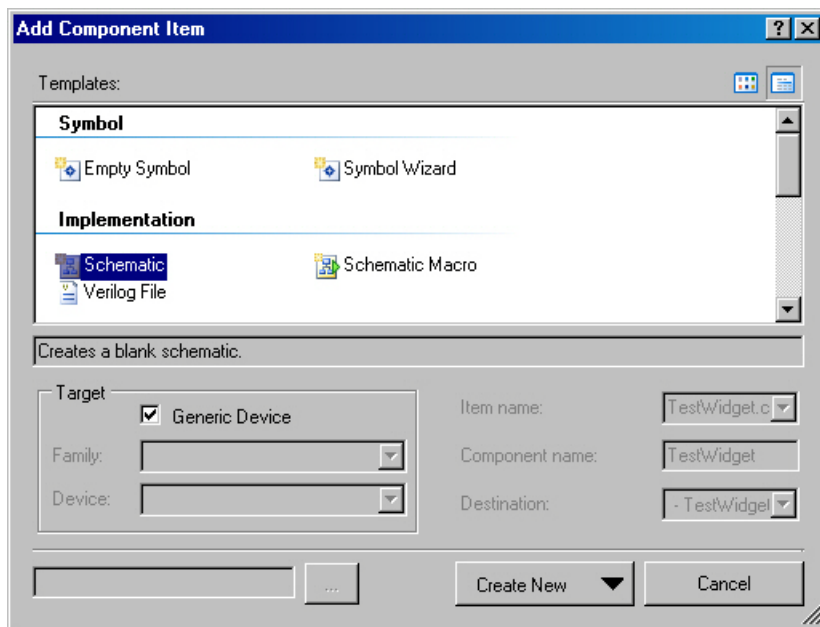 Add Component Item
Templates:
Symbol
Empty Symbol Symbol Wizard
Implementation
Schematic Schematic Macro
Verilog File
Creates a blank schematic.
Target
Generic Device
Family:
Device:
Item name: TestWidget.c
Component name: TestWidget
Destination: - TestWidget
... Create New Cancel